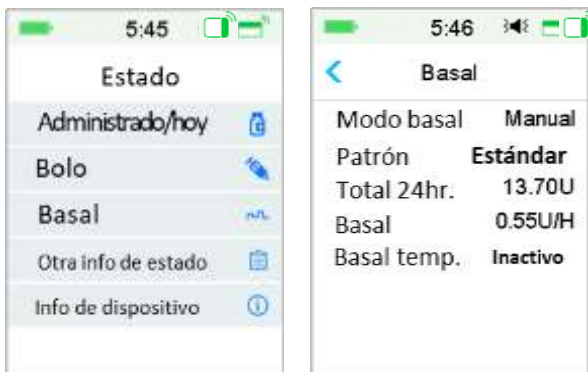 5:45
Estado
Administrado/hoy
Bolo
Basal
Otra info de estado
Info de dispositivo
5:46
Basal
Modo basal Manual
Patrón Estándar
Total 24hr. 13.70U
Basal 0.55U/H
Basal temp. Inactivo